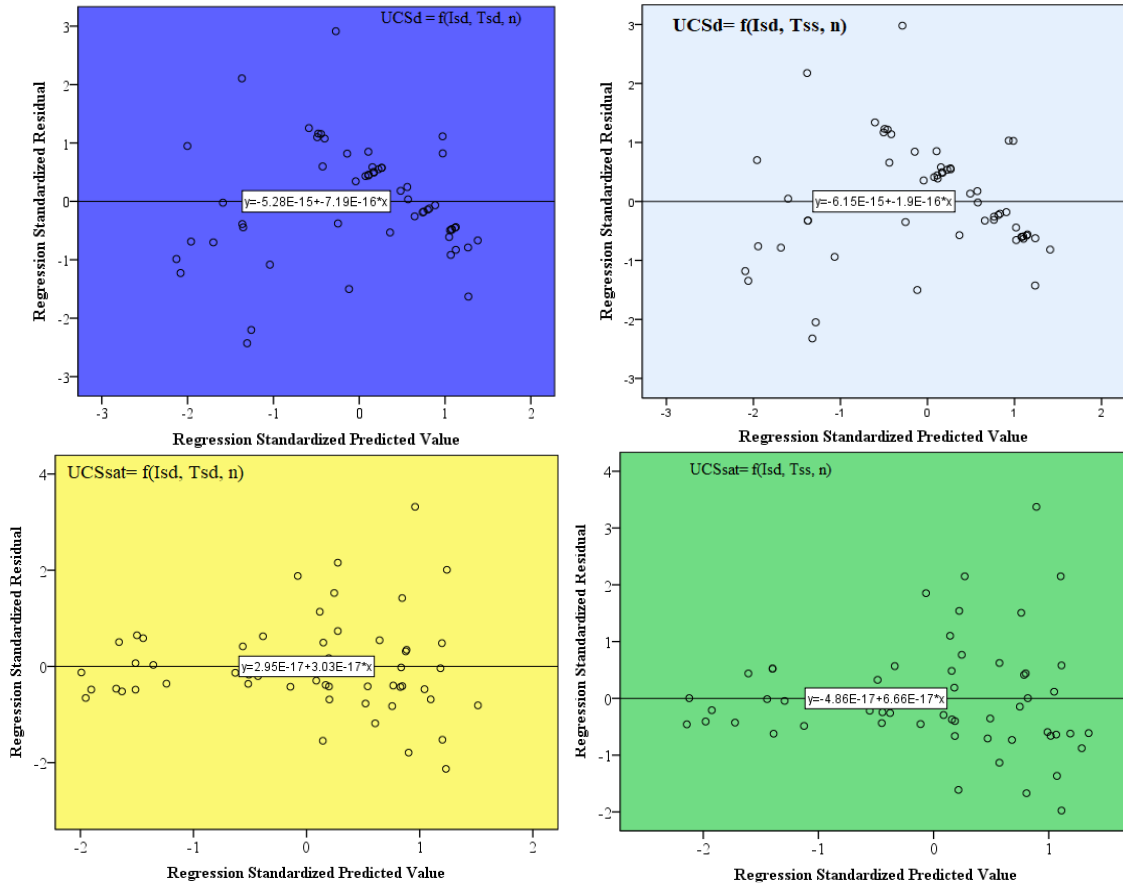 UCSd = f(Isd, Tsd, n)
3
2
1
0
-1
-2
-3
Regression Standardized Residual
y=-5.28E-15+-7.19E-16*x
-3
-2
-1
0
1
2
Regression Standardized Predicted Value
UCSd= f(Isd, Tss, n)
3
2
1
0
-1
-2
-3
Regression Standardized Residual
y=-6.15E-15+-1.9E-16*x
-3
-2
-1
0
1
2
Regression Standardized Predicted Value
UCSsat= f(Isd, Tsd, n)
4
2
0
-2
Regression Standardized Residual
y=2.95E-17+3.03E-17*x
-2
-1
0
1
2
Regression Standardized Predicted Value
UCSsat= f(Isd, Tss, n)
4
3
2
1
0
-1
-2
Regression Standardized Residual
y=-4.86E-17+6.66E-17*x
-2
-1
0
1
Regression Standardized Predicted Value